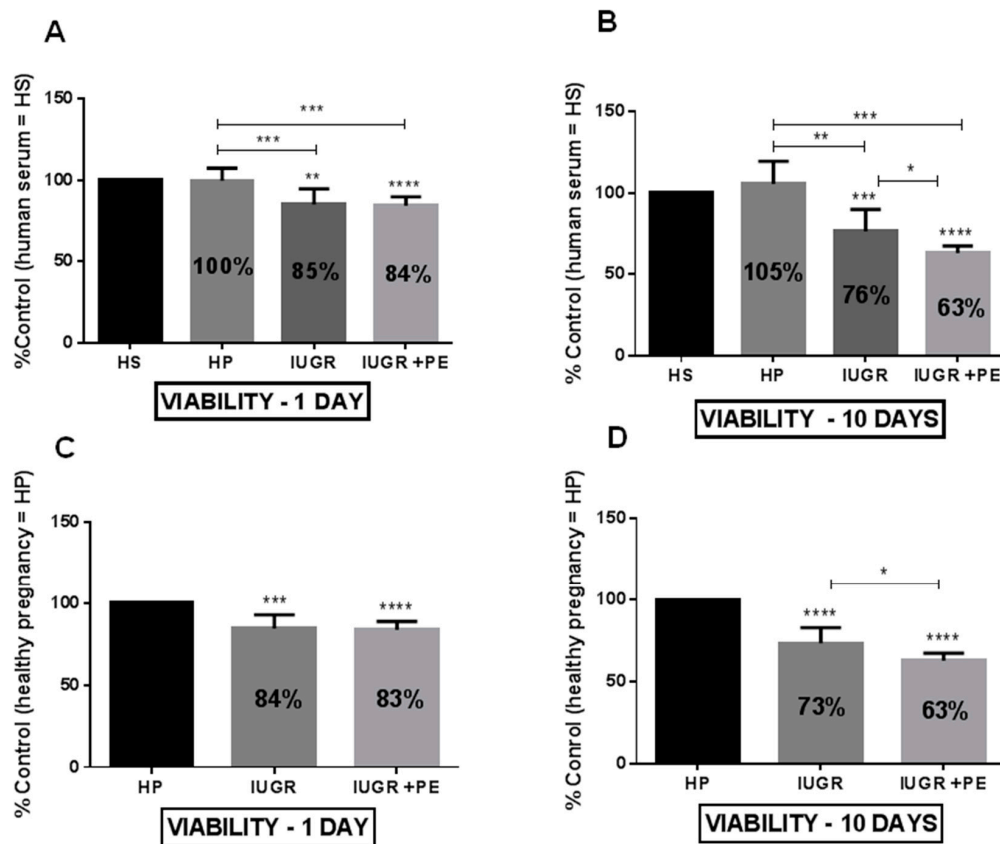 A
%Control (human serum = HS)
150
100
50
0
***
***
**
****
100%
85%
84%
HS HP IUGR IUGR +PE
VIABILITY - 1 DAY
B
% Control (human serum = HS)
150
100
50
0
***
**
*
***
****
105%
76%
63%
HS HP IUGR IUGR +PE
VIABILITY - 10 DAYS
C
% Control (healthy pregnancy = HP)
150
100
50
0
***
****
84%
83%
HP IUGR IUGR +PE
VIABILITY - 1 DAY
D
% Conrol (healthy pregnancy = HP)
150
100
50
0
*
****
****
73%
63%
HP IUGR IUGR +PE
VIABILITY - 10 DAYS